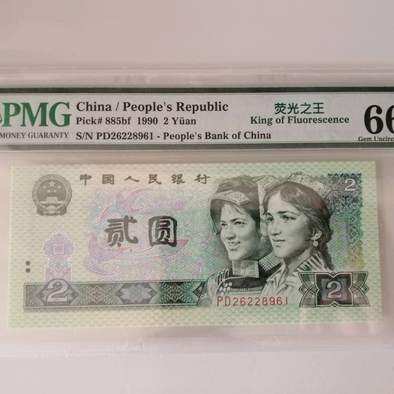 PMG
MONEY GUARANTY
China / People's Republic
Pick# 885bf 1990 2 Yüan
S/N PD26228961 - People's Bank of China
荧光之王
King of Fluorescence
66
Gem Uncirc
中国人民银行
2
贰圆
PD26228961
2
2